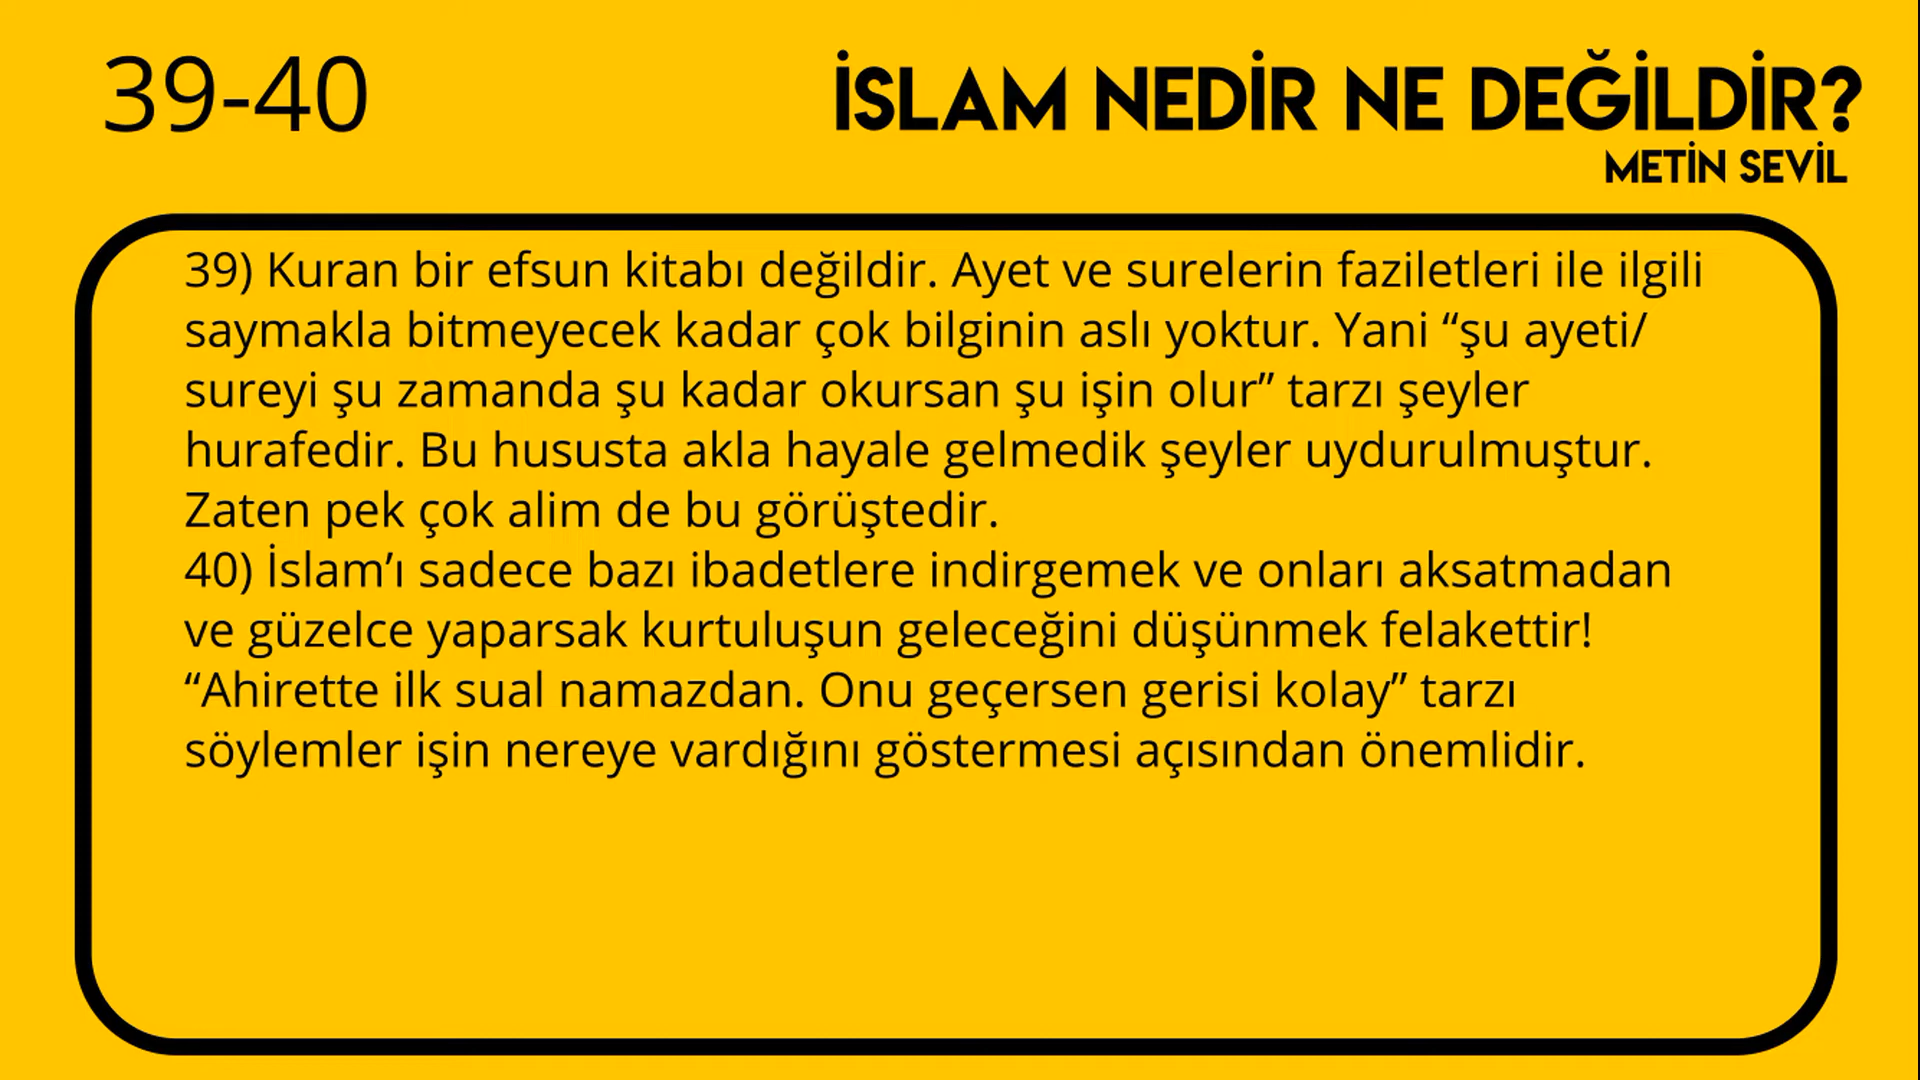 39-40
İSLAM NEDİR NE DEĞİLDİR?
METİN SEVİL
39) Kuran bir efsun kitabı değildir. Ayet ve surelerin faziletleri ile ilgili
saymakla bitmeyecek kadar çok bilginin aslı yoktur. Yani “şu ayeti/
sureyi şu zamanda şu kadar okursan şu işin olur” tarzı şeyler
hurafedir. Bu hususta akla hayale gelmedik şeyler uydurulmuştur.
Zaten pek çok alim de bu görüştedir.
40) İslam’ı sadece bazı ibadetlere indirgemek ve onları aksatmadan
ve güzelce yaparsak kurtuluşun geleceğini düşünmek felakettir!
“Ahirette ilk sual namazdan. Onu geçersen gerisi kolay” tarzı
söylemler işin nereye vardığını göstermesi açısından önemlidir.